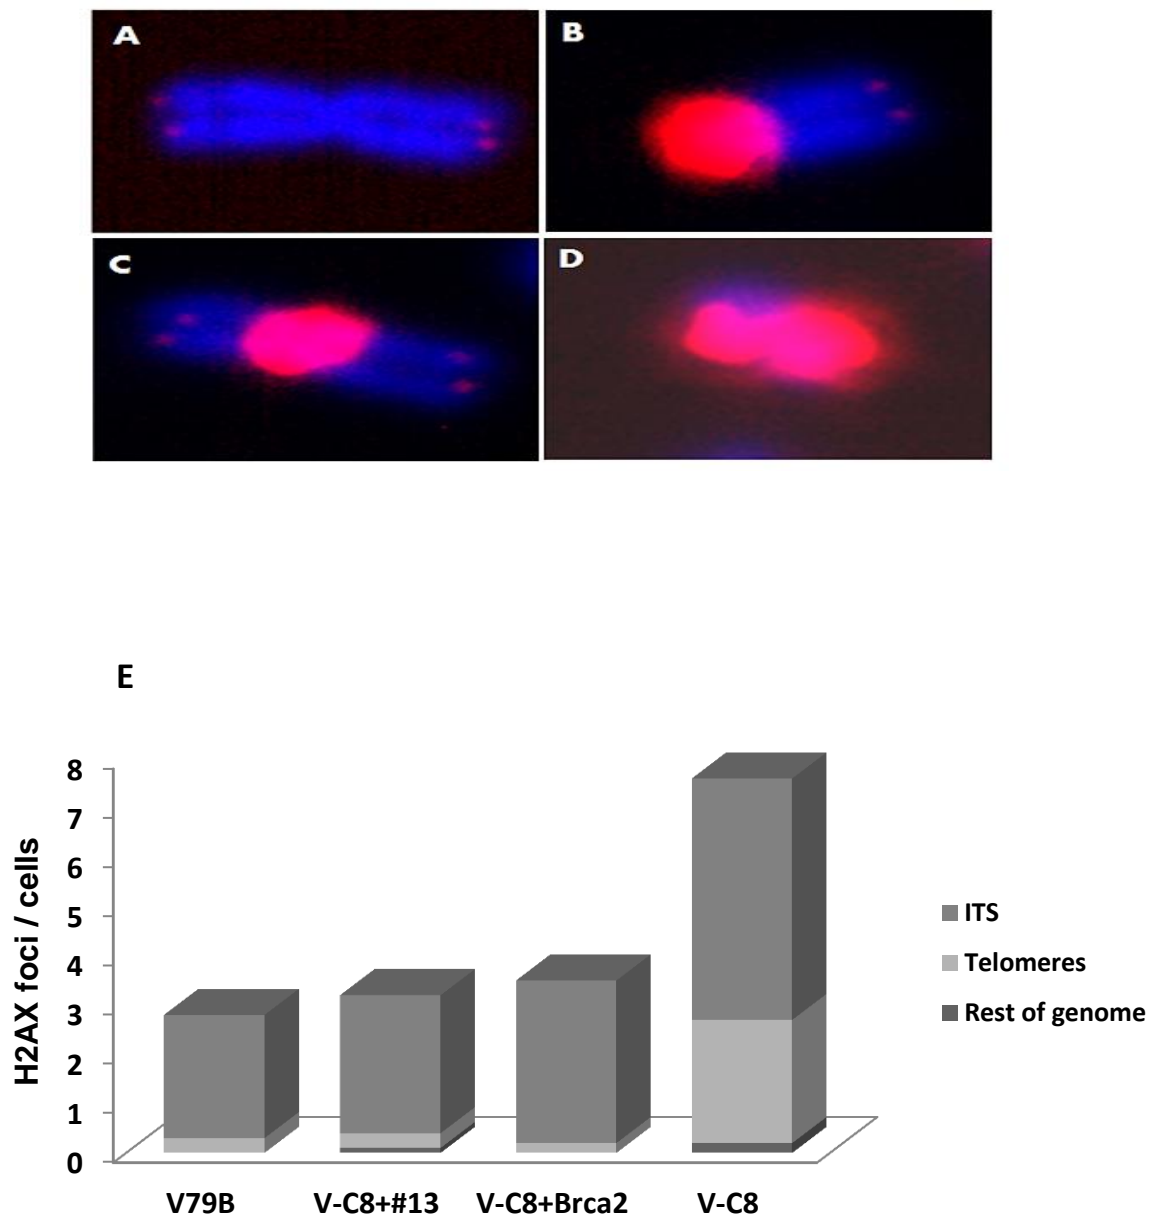 A
B
C
D
E
H2AX foci / cells
8
7
6
5
4
3
2
1
0
V79B
V-C8+#13
V-C8+Brca2
V-C8
ITS
Telomeres
Rest of genome